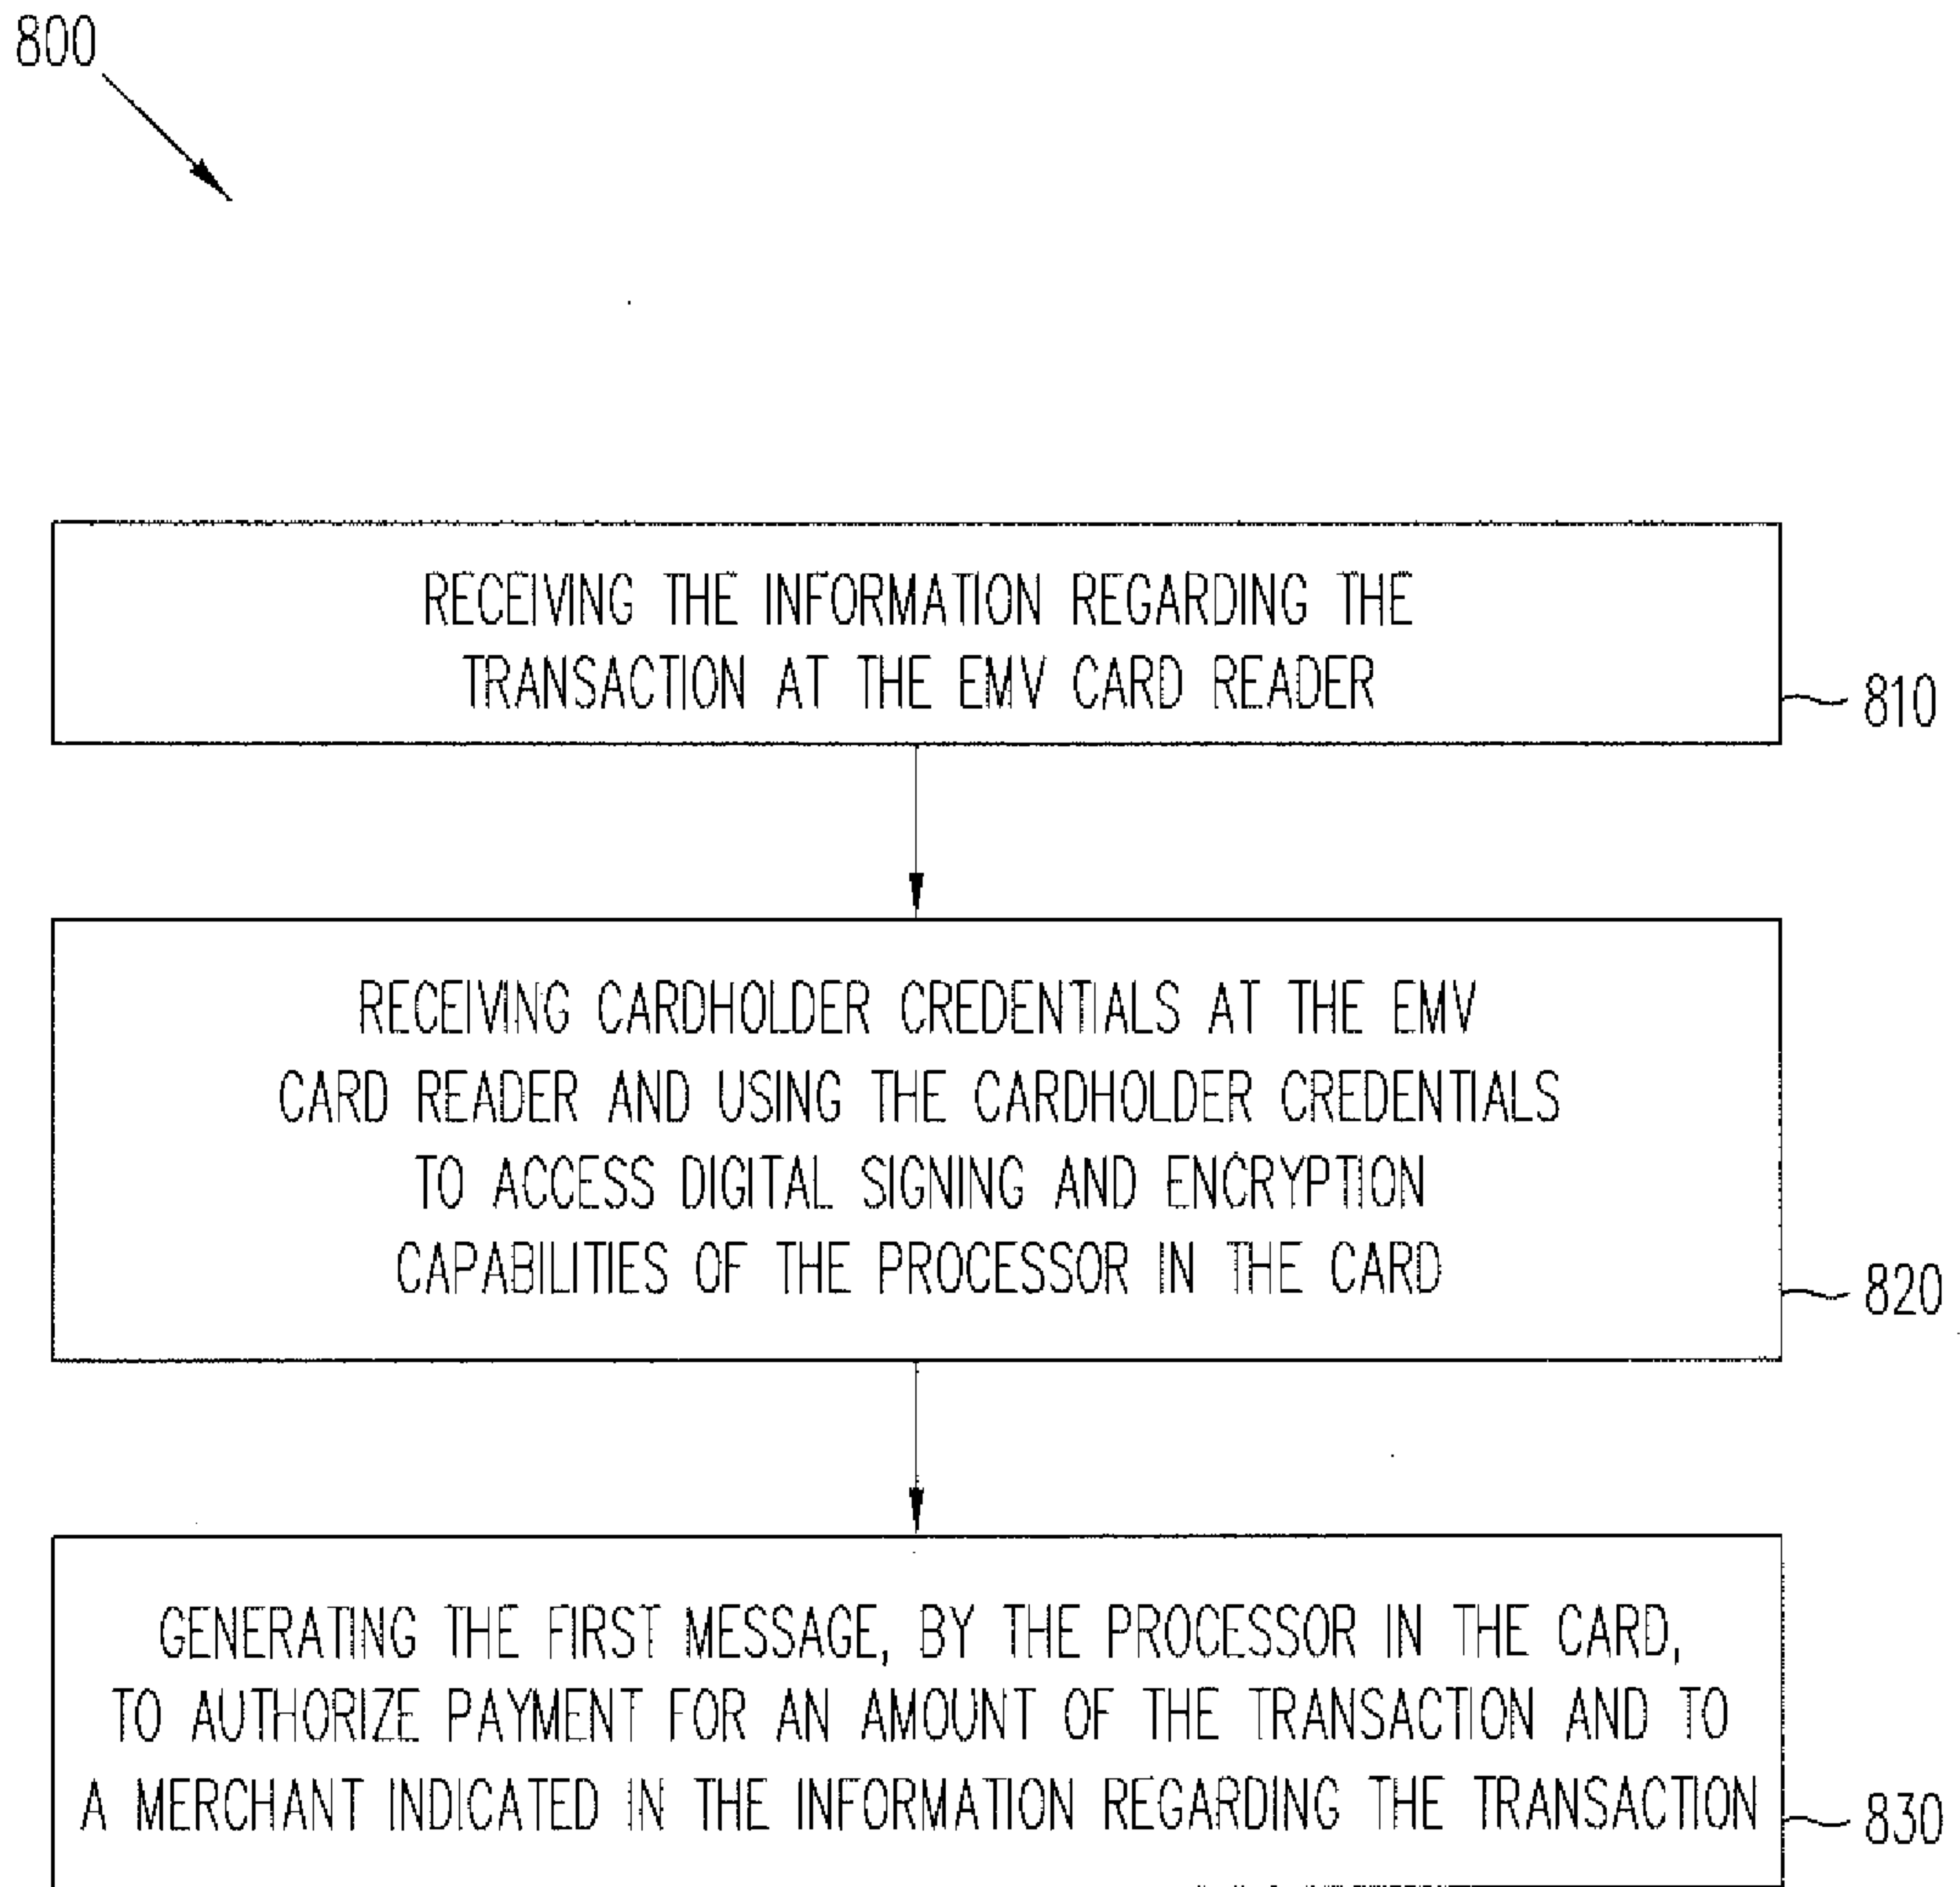 800
RECEIVING THE INFORMATION REGARDING THE
TRANSACTION AT THE EMV CARD READER
810
RECEIVING CARDHOLDER CREDENTIALS AT THE EMV
CARD READER AND USING THE CARDHOLDER CREDENTIALS
TO ACCESS DIGITAL SIGNING AND ENCRYPTION
CAPABILITIES OF THE PROCESSOR IN THE CARD
820
GENERATING THE FIRST MESSAGE, BY THE PROCESSOR IN THE CARD,
TO AUTHORIZE PAYMENT FOR AN AMOUNT OF THE TRANSACTION AND TO
A MERCHANT INDICATED IN THE INFORMATION REGARDING THE TRANSACTION
830